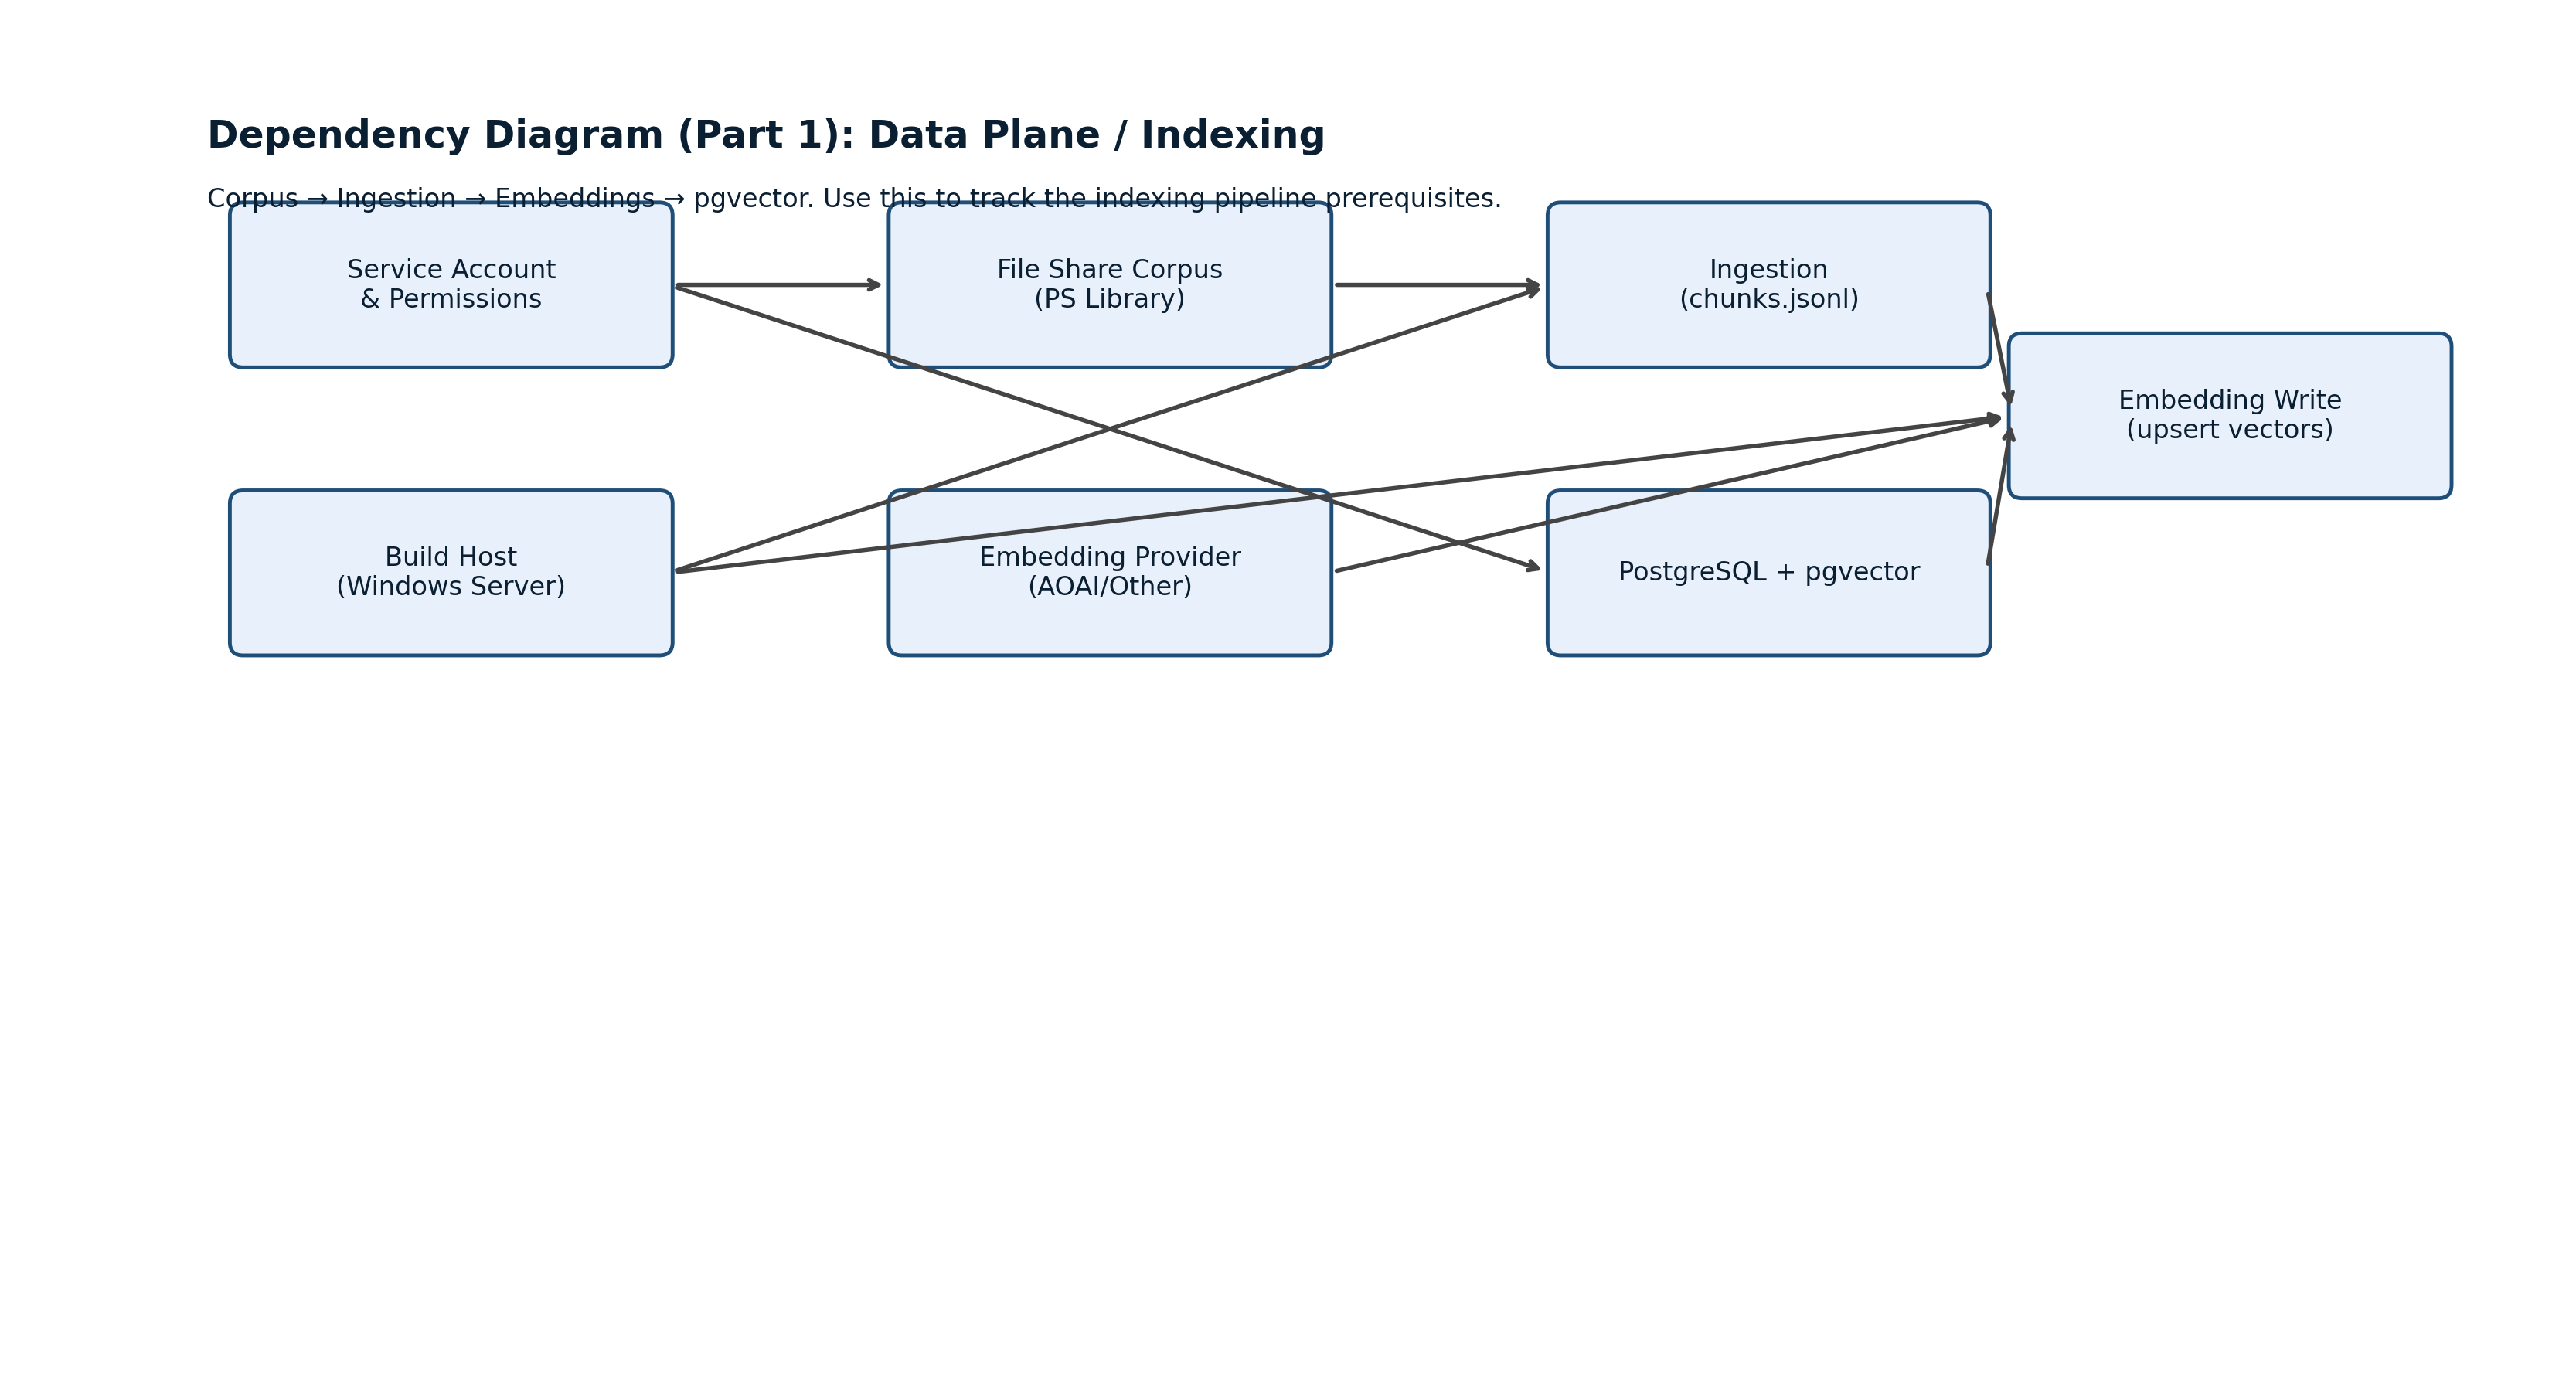 Dependency Diagram (Part 1): Data Plane / Indexing
Corpus → Ingestion → Embeddings → pgvector. Use this to track the indexing pipeline prerequisites.
Service Account
& Permissions
File Share Corpus
(PS Library)
Ingestion
(chunks.jsonl)
Embedding Write
(upsert vectors)
Build Host
(Windows Server)
Embedding Provider
(AOAI/Other)
PostgreSQL + pgvector